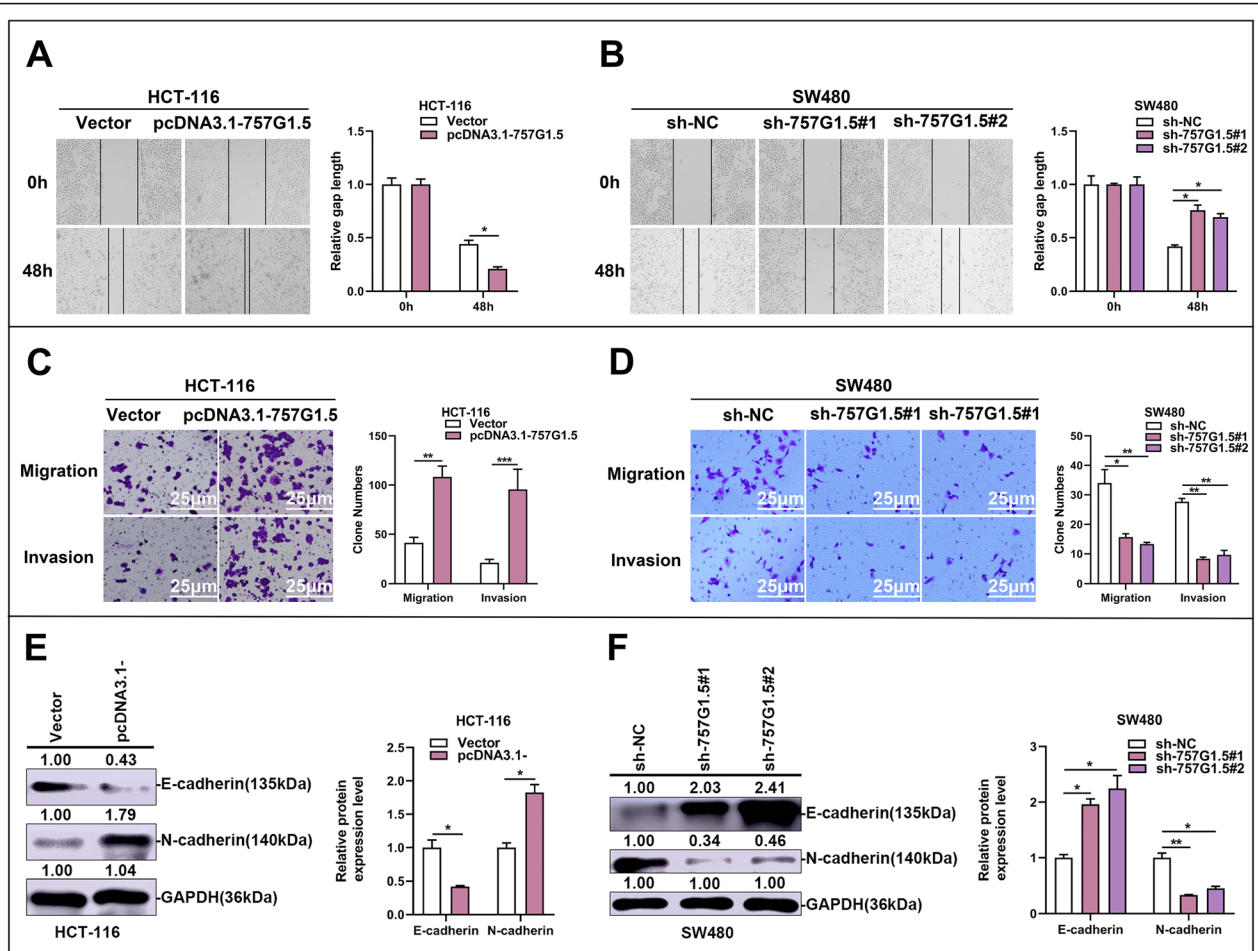 A
HCT-116
Vector pcDNA3.1-757G1.5
0h
48h
HCT-116
Vector
pcDNA3.1-757G1.5
Relative gap length
1.5
1.0
0.5
0.0
*
0h 48h
B
SW480
sh-NC sh-757G1.5#1 sh-757G1.5#2
0h
48h
SW480
sh-NC
sh-757G1.5#1
sh-757G1.5#2
Relative gap length
1.5
1.0
0.5
0.0
*
*
0h 48h
C
HCT-116
Vector pcDNA3.1-757G1.5
Migration
25μm 25μm
Invasion
25μm 25μm
HCT-116
Vector
pcDNA3.1-757G1.5
Clone Numbers
150
100
50
0
** ***
Migration Invasion
D
SW480
sh-NC sh-757G1.5#1 sh-757G1.5#1
Migration
25μm 25μm 25μm
Invasion
25μm 25μm 25μm
SW480
sh-NC
sh-757G1.5#1
sh-757G1.5#2
Clone Numbers
50
40
30
20
10
0
**
*
**
**
Migration Invasion
E
Vector
pcDNA3.1-
1.00 0.43
E-cadherin(135kDa)
1.00 1.79
N-cadherin(140kDa)
1.00 1.04
GAPDH(36kDa)
HCT-116
HCT-116
Vector
pcDNA3.1-
Relative protein
expression level
2.5
2.0
1.5
1.0
0.5
0.0
*
*
E-cadherin N-cadherin
F
sh-NC
sh-757G1.5#1
sh-757G1.5#2
1.00 2.03 2.41
E-cadherin(135kDa)
1.00 0.34 0.46
N-cadherin(140kDa)
1.00 1.00 1.00
GAPDH(36kDa)
SW480
SW480
sh-NC
sh-757G1.5#1
sh-757G1.5#2
Relative protein
expression level
3
2
1
0
*
*
*
**
E-cadherin N-cadherin